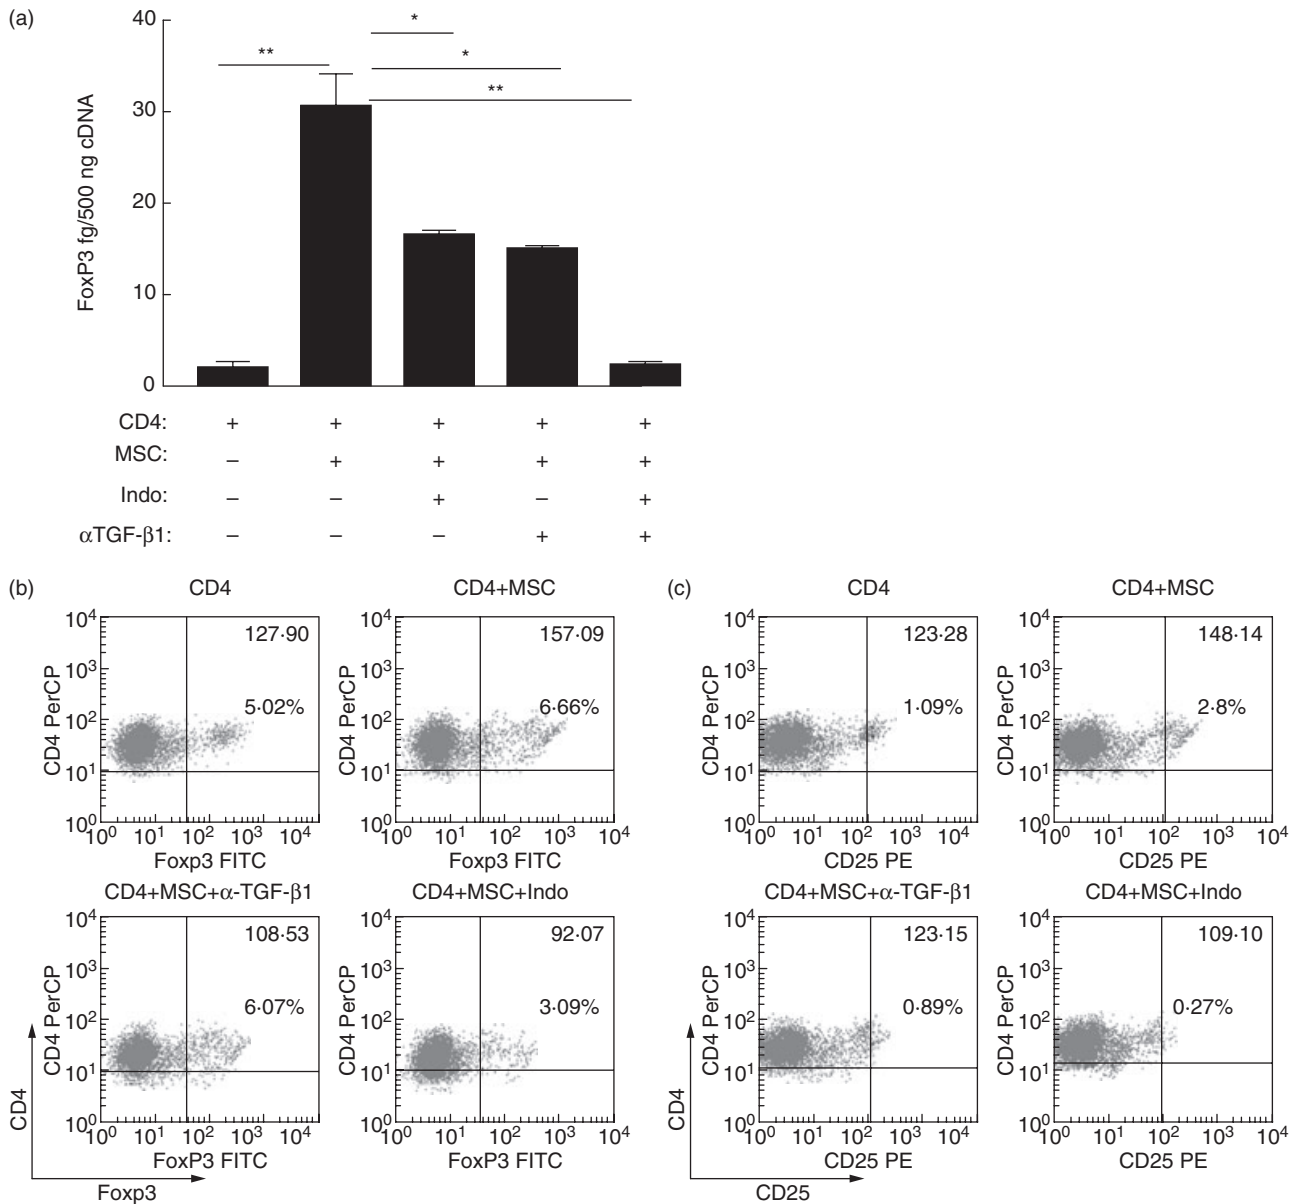 (a)
40
30
20
10
0
FoxP3 fg/500 ng cDNA
**
*
*
**
CD4: + + + + +
MSC: – + + + +
Indo: – – + – +
αTGF-β1: – – – + +
(b)
CD4
127·90
5·02%
10⁴
10³
10²
10¹
10⁰
CD4 PerCP
10⁰ 10¹ 10² 10³ 10⁴
Foxp3 FITC
CD4+MSC
157·09
6·66%
10⁴
10³
10²
10¹
10⁰
CD4 PerCP
10⁰ 10¹ 10² 10³ 10⁴
Foxp3 FITC
CD4+MSC+α-TGF-β1
108·53
6·07%
10⁴
10³
10²
10¹
10⁰
CD4 PerCP
10⁰ 10¹ 10² 10³ 10⁴
FoxP3 FITC
CD4+MSC+Indo
92·07
3·09%
10⁴
10³
10²
10¹
10⁰
CD4 PerCP
10⁰ 10¹ 10² 10³ 10⁴
FoxP3 FITC
CD4
Foxp3
(c)
CD4
123·28
1·09%
10⁴
10³
10²
10¹
10⁰
CD4 PerCP
10⁰ 10¹ 10² 10³ 10⁴
CD25 PE
CD4+MSC
148·14
2·8%
10⁴
10³
10²
10¹
10⁰
CD4 PerCP
10⁰ 10¹ 10² 10³ 10⁴
CD25 PE
CD4+MSC+α-TGF-β1
123·15
0·89%
10⁴
10³
10²
10¹
10⁰
CD4 PerCP
10⁰ 10¹ 10² 10³ 10⁴
CD25 PE
CD4+MSC+Indo
109·10
0·27%
10⁴
10³
10²
10¹
10⁰
CD4 PerCP
10⁰ 10¹ 10² 10³ 10⁴
CD25 PE
CD4
CD25